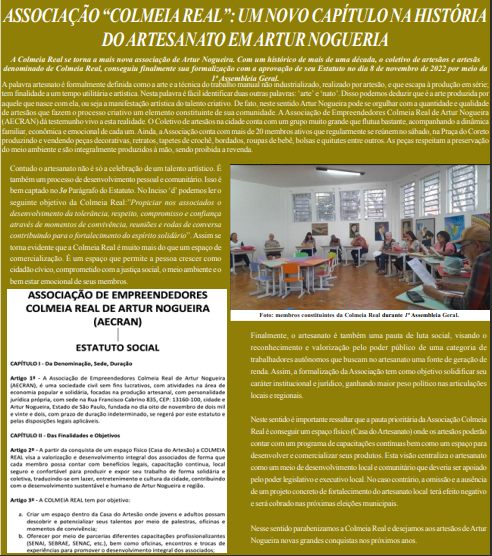 ASSOCIAÇÃO “COLMEIA REAL”: UM NOVO CAPÍTULO NA HISTÓRIA
DO ARTESANATO EM ARTUR NOGUERIA
A Colmeia Real se torna a mais nova associação de Artur Nogueira. Com um histórico de mais de uma década, o coletivo de artesãos e artesãs
denominado de Colmeia Real, conseguiu finalmente sua formalização com a aprovação de seu Estatuto no dia 8 de novembro de 2022 por meio da
1ª Assembleia Geral.
A palavra artesanato é formalmente definida como a arte e a técnica do trabalho manual não industrializado, realizado por artesão, e que escapa à produção em série;
tem finalidade a um tempo utilitária e artística. Nesta palavra é fácil identificar duas outras palavras: ‘arte’ e ‘nato’. Disso podemos deduzir que é a arte produzida por
aquele que nasce com ela, ou seja a manifestação artística do talento criativo. De fato, neste sentido Artur Nogueira pode se orgulhar com a quantidade e qualidade
de artesãos que fazem o processo criativo um elemento constituinte de sua comunidade. A Associação de Empreendedores Colmeia Real de Artur Nogueira
(AECRAN) dá testemunho vivo a esta realidade. O Coletivo de artesãos na cidade conta com um grupo muito grande que flutua bastante, acompanhando a dinâmica
familiar, econômica e emocional de cada um. Ainda, a Associação conta com mais de 20 membros ativos que regularmente se reúnem no sábado, na Praça do Coreto
produzindo e vendendo peças decorativas, retratos, tapetes de crochê, bordados, roupas de bebê, bolsas e quitutes entre outros. As peças respeitam a preservação
do meio ambiente e são integralmente produzidos à mão, sendo proibida a revenda.
Contudo o artesanato não é só a celebração de um talento artístico. É
também um processo de desenvolvimento pessoal e comunitário. Isso é
bem captado no 3o Parágrafo do Estatuto. No Inciso ‘d’ podemos ler o
seguinte objetivo da Colmeia Real:"Propiciar nos associados o
desenvolvimento da tolerância, respeito, compromisso e confiança
através de momentos de convivência, reuniões e rodas de conversa
contribuindo para o fortalecimento do espírito solidário". Assim se
torna evidente que a Colmeia Real é muito mais do que um espaço de
comercialização. É um espaço que permite a pessoa crescer como
cidadão cívico, comprometido com a justiça social, o meio ambiente e o
bem estar emocional de seus membros.
Foto: membros constituintes da Colmeia Real durante 1ª Assembleia Geral.
ASSOCIAÇÃO DE EMPREENDEDORES
COLMEIA REAL DE ARTUR NOGUEIRA
(AECRAN)
ESTATUTO SOCIAL
CAPÍTULO I - Da Denominação, Sede, Duração
Artigo 1º - A Associação de Empreendedores Colmeia Real de Artur Nogueira
(AECRAN), é uma sociedade civil sem fins lucrativos, com atividades na área de
economia popular e solidária, focadas na produção artesanal, com personalidade
jurídica própria, com sede na Rua Francisco Cabrino 835, CEP. 13160 100, cidade e
Artur Nogueira, Estado de São Paulo, fundada no dia oito de novembro de dois mil
e vinte e dois, com prazo de duração indeterminado, se regerá por este estatuto e
pelas disposições legais aplicáveis.
CAPÍTULO II - Das Finalidades e Objetivos
Artigo 2º - A partir da conquista de um espaço físico (Casa do Artesão) a COLMEIA
REAL visa a valorização e desenvolvimento integral dos associados de forma que
cada membro possa contar com benefícios legais, capacitação contínua, local
seguro e confortável para produzir e expor seu trabalho de forma solidária e
coletiva, traduzindo-se em lazer, entretimento e cultura da cidade, contribuindo
com o desenvolvimento sustentável e humano de Artur Nogueira e região.
Artigo 3º - A COLMEIA REAL tem por objetivo:
a. Criar um espaço dentro da Casa do Artesão onde jovens e adultos possam
descobrir e potencializar seus talentos por meio de palestras, oficinas e
momentos de convivência;
b. Oferecer por meio de parcerias diferentes capacitações profissionalizantes
(SENAI, SEBRAE, SENAC, etc.), bem como oficinas, encontros e trocas de
experiências para promover o desenvolvimento integral dos associados;
Finalmente, o artesanato é também uma pauta de luta social, visando o
reconhecimento e valorização pelo poder público de uma categoria de
trabalhadores autônomos que buscam no artesanato uma fonte de geração de
renda. Assim, a formalização da Associação tem como objetivo solidificar seu
caráter institucional e jurídico, ganhando maior peso político nas articulações
locais e regionais.
Neste sentido é importante ressaltar que a pauta prioritária da Associação Colmeia
Real é conseguir um espaço físico (Casa do Artesanato) onde os artesãos poderão
contar com um programa de capacitações contínuas bem como um espaço para
desenvolver e comercializar seus produtos. Esta visão centraliza o artesanato
como um meio de desenvolvimento local e comunitário que deveria ser apoiado
pelo poder legislativo e executivo local. No caso contrário, a omissão e a ausência
de um projeto concreto de fortalecimento do artesanato local terá efeito negativo
e será cobrado nas próximas eleições municipais.
Nesse sentido parabenizamos a Colmeia Real e desejamos aos artesãos de Artur
Nogueira novas grandes conquistas nos próximos anos.